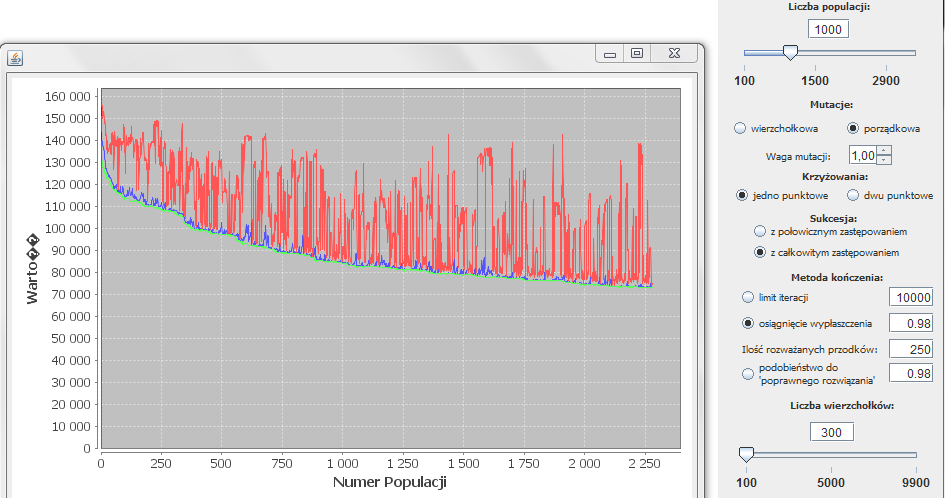 Liczba populacji:
1000
100 1500 2900
Mutacje:
wierzchołkowa porządkowa
Waga mutacji: 1,00
Krzyżowania:
jedno punktowe dwu punktowe
Sukcesja:
z połowicznym zastępowaniem
z całkowitym zastępowaniem
Metoda kończenia:
limit iteracji 10000
osiągnięcie wypłaszczenia 0.98
Ilość rozważanych przodków: 250
podobieństwo do
'poprawnego rozwiązania' 0.98
Liczba wierzchołków:
300
100 5000 9900
160 000
150 000
140 000
130 000
120 000
110 000
100 000
90 000
80 000
70 000
60 000
50 000
40 000
30 000
20 000
10 000
0
Warto��
0 250 500 750 1 000 1 250 1 500 1 750 2 000 2 250
Numer Populacji